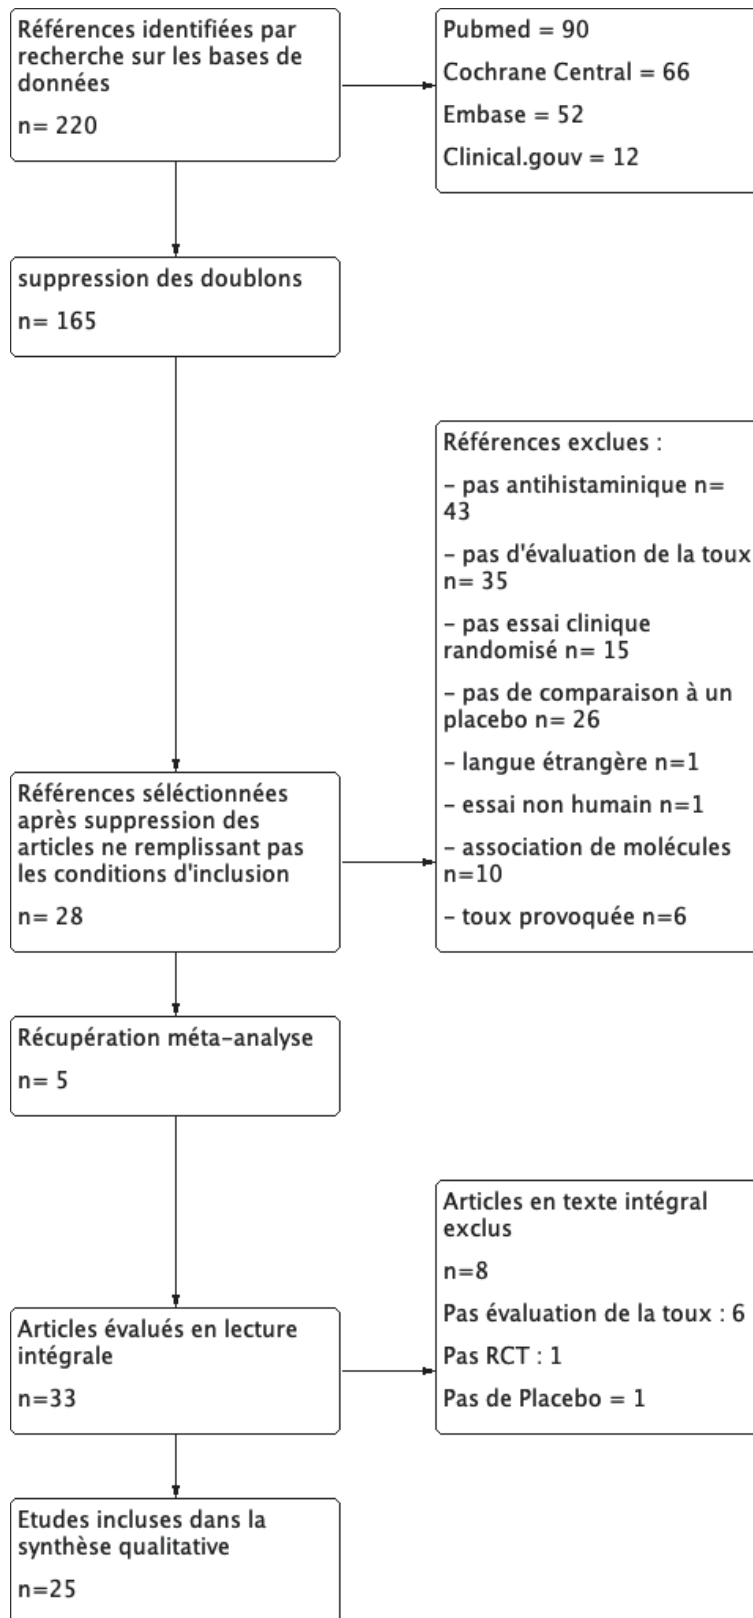 Références identifiées par
recherche sur les bases de
données
n= 220
Pubmed = 90
Cochrane Central = 66
Embase = 52
Clinical.gouv = 12
suppression des doublons
n= 165
Références exclues :
– pas antihistaminique n=
43
– pas d'évaluation de la toux
n= 35
– pas essai clinique
randomisé n= 15
– pas de comparaison à un
placebo n= 26
– langue étrangère n=1
– essai non humain n=1
– association de molécules
n=10
– toux provoquée n=6
Références séléctionnées
après suppression des
articles ne remplissant pas
les conditions d'inclusion
n= 28
Récupération méta–analyse
n= 5
Articles en texte intégral
exclus
n=8
Pas évaluation de la toux : 6
Pas RCT : 1
Pas de Placebo = 1
Articles évalués en lecture
intégrale
n=33
Etudes incluses dans la
synthèse qualitative
n=25